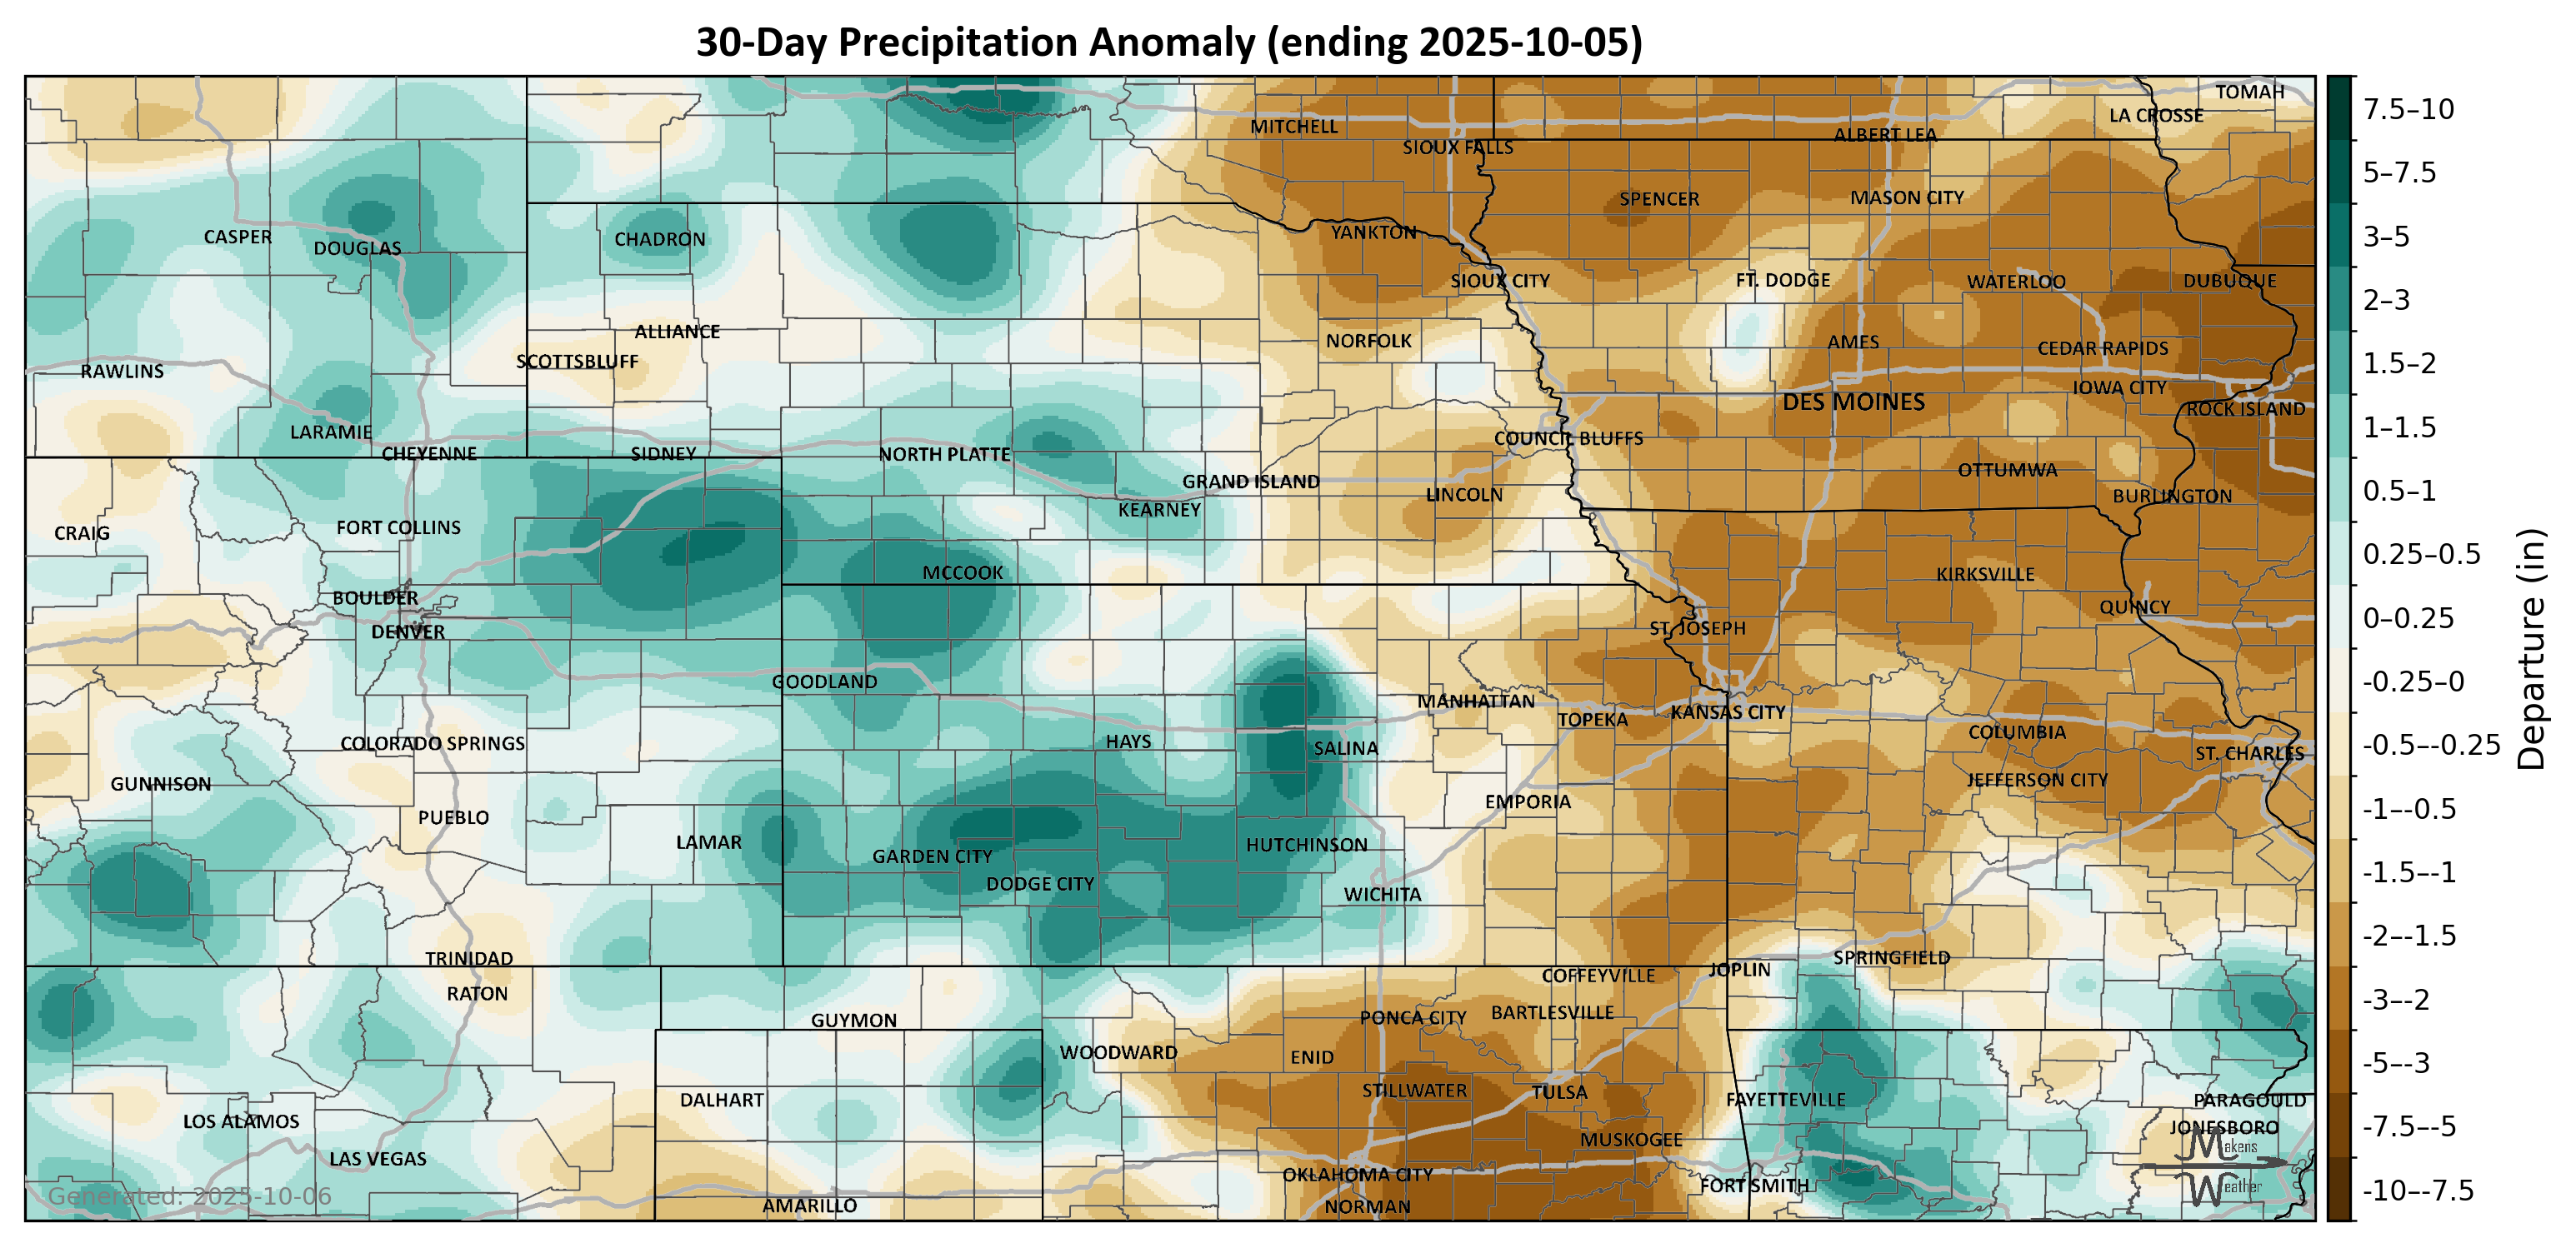 30-Day Precipitation Anomaly (ending 2025-10-05)
TOMAH
LA CROSSE
MITCHELL
ALBERT LEA
SIOUX FALLS
SPENCER
MASON CITY
YANKTON
CASPER
DOUGLAS
CHADRON
SIOUX CITY
FT. DODGE
WATERLOO
DUBUQUE
ALLIANCE
NORFOLK
AMES
CEDAR RAPIDS
SCOTTSBLUFF
RAWLINS
IOWA CITY
DES MOINES
ROCK ISLAND
LARAMIE
COUNCIL BLUFFS
CHEYENNE
SIDNEY
NORTH PLATTE
OTTUMWA
GRAND ISLAND
LINCOLN
BURLINGTON
KEARNEY
CRAIG
FORT COLLINS
MCCOOK
KIRKSVILLE
BOULDER
QUINCY
DENVER
ST. JOSEPH
GOODLAND
MANHATTAN
KANSAS CITY
TOPEKA
COLUMBIA
COLORADO SPRINGS
HAYS
SALINA
ST. CHARLES
GUNNISON
JEFFERSON CITY
EMPORIA
PUEBLO
LAMAR
HUTCHINSON
GARDEN CITY
DODGE CITY
WICHITA
TRINIDAD
SPRINGFIELD
JOPLIN
COFFEYVILLE
RATON
BARTLESVILLE
GUYMON
PONCA CITY
WOODWARD
ENID
STILLWATER
TULSA
DALHART
FAYETTEVILLE
PARAGOULD
LOS ALAMOS
JONESBORO
MUSKOGEE
LAS VEGAS
OKLAHOMA CITY
FORT SMITH
AMARILLO
NORMAN
Generated: 2025-10-06
Makens
Weather
7.5–10
5–7.5
3–5
2–3
1.5–2
1–1.5
0.5–1
0.25–0.5
0–0.25
-0.25–0
-0.5–-0.25
-1–-0.5
-1.5–-1
-2–-1.5
-3–-2
-5–-3
-7.5–-5
-10–-7.5
Departure (in)